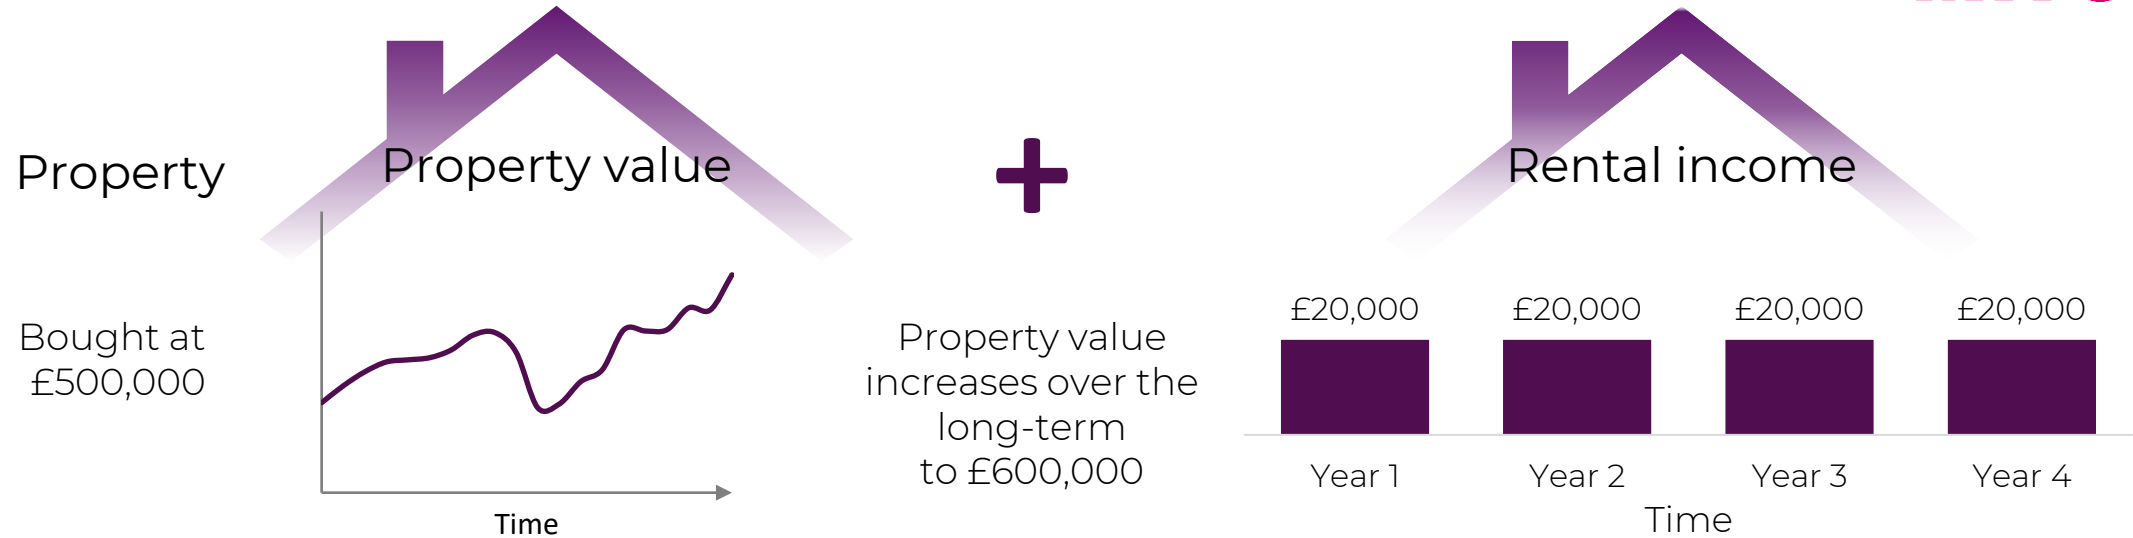 Property
Property value
Rental income
Bought at
£500,000
Time
Property value
increases over the
long-term
to £600,000
£20,000
£20,000
£20,000
£20,000
Year 1
Year 2
Year 3
Year 4
Time